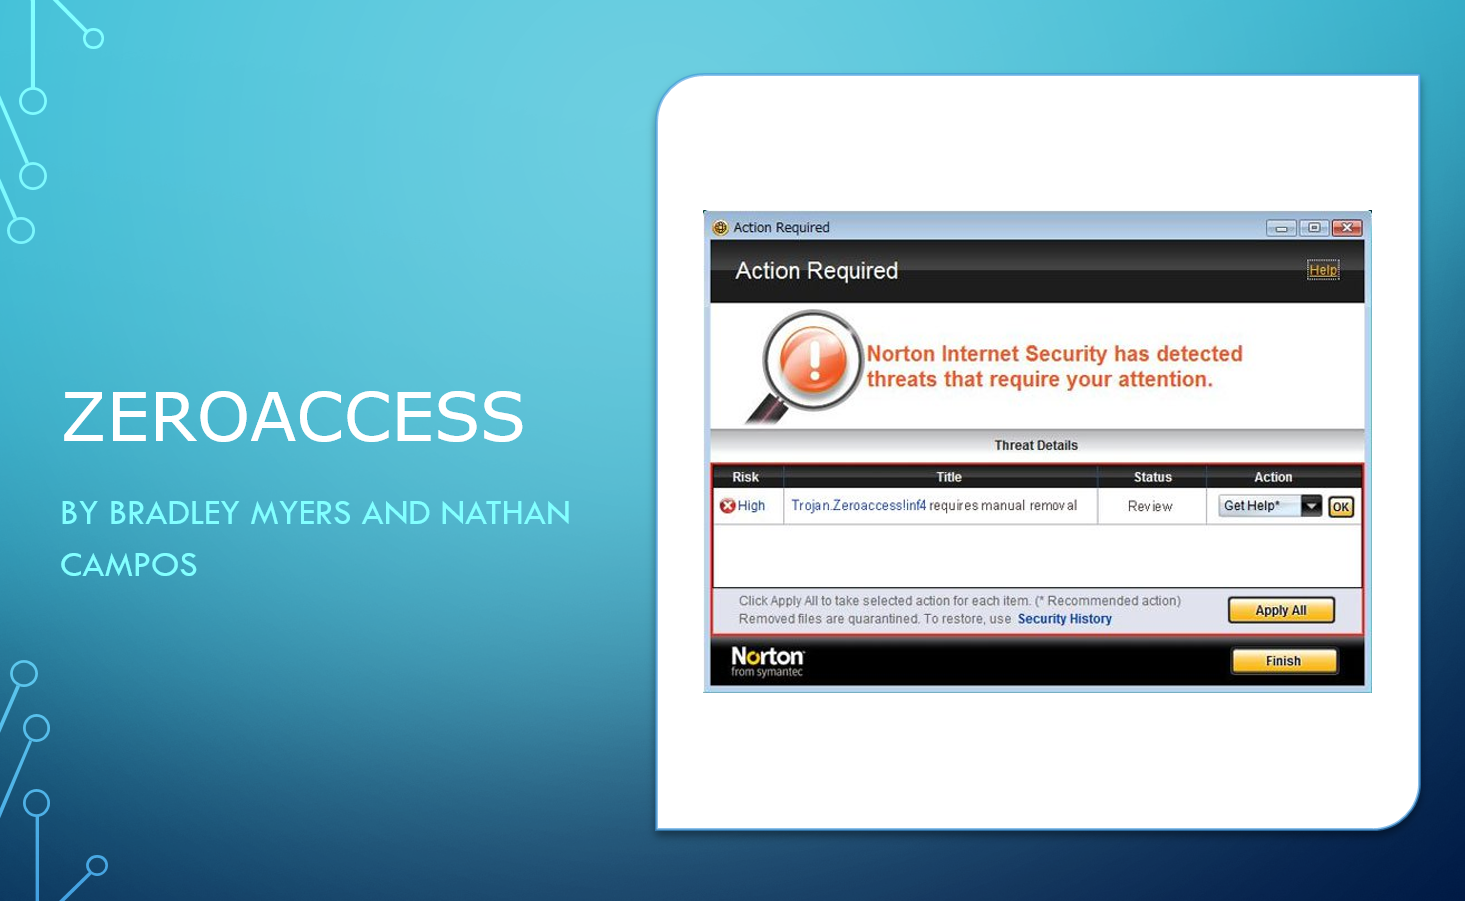 ZEROACCESS
BY BRADLEY MYERS AND NATHAN
CAMPOS
Action Required
Action Required
Help
Norton Internet Security has detected
threats that require your attention.
Threat Details
Risk Title Status Action
High Trojan.Zeroaccess!inf4 requires manual removal Review Get Help* OK
Click Apply All to take selected action for each item. (* Recommended action)
Removed files are quarantined. To restore, use Security History
Apply All
Norton
from symantec
Finish